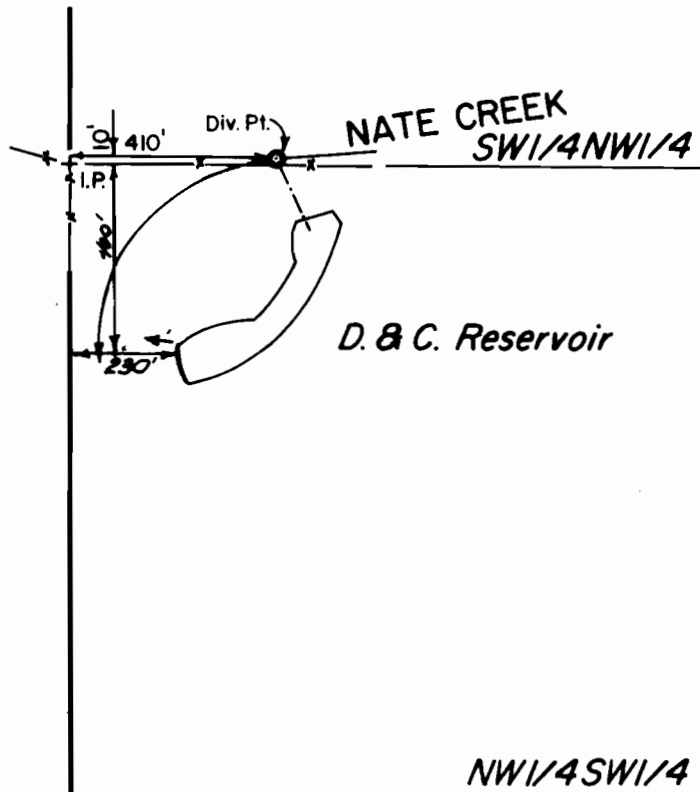 NATE CREEK
SW1/4NW1/4
Div. Pt.
10'
410'
I.P.
D. & C. Reservoir
230'
NW1/4SW1/4